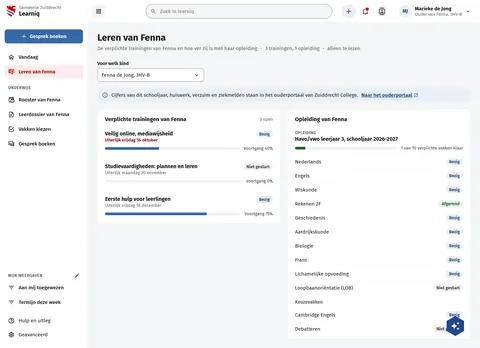 Gemeente Zuiddrecht
Learniq
Zoek in learniq
MJ
Marieke de Jong
Ouder van Fenna, 3HV-B
+ Gesprek boeken
Vandaag
Leren van Fenna
ONDERWIJS
Rooster van Fenna
Leerdossier van Fenna
Vakken kiezen
Gesprek boeken
MIJN WEERGAVEN
Aan mij toegewezen
Termijn deze week
Hulp en uitleg
Geavanceerd
Leren van Fenna
De verplichte trainingen van Fenna en hoe ver zij is met haar opleiding · 3 trainingen, 1 opleiding · alleen te lezen
Voor welk kind
Fenna de Jong, 3HV-B
Cijfers van dit schooljaar, huiswerk, verzuim en ziekmelden staan in het ouderportaal van Zuiddrecht College. Naar het ouderportaal
Verplichte trainingen van Fenna
3 open
Veilig online, mediawijsheid
Bezig
Uiterlijk vrijdag 16 oktober
Voortgang 40%
Studievaardigheden: plannen en leren
Niet gestart
Uiterlijk maandag 30 november
Voortgang 0%
Eerste hulp voor leerlingen
Bezig
Uiterlijk vrijdag 18 december
Voortgang 75%
Opleiding van Fenna
OPLEIDING
Havo/vwo leerjaar 3, schooljaar 2026-2027
1 van 10 verplichte vakken klaar
Nederlands
Bezig
Engels
Bezig
Wiskunde
Bezig
Rekenen 2F
Afgerond
Geschiedenis
Bezig
Aardrijkskunde
Bezig
Biologie
Bezig
Frans
Bezig
Lichamelijke opvoeding
Bezig
Loopbaanoriëntatie (LOB)
Niet gestart
Keuzevakken
Cambridge Engels
Bezig
Debatteren
Niet